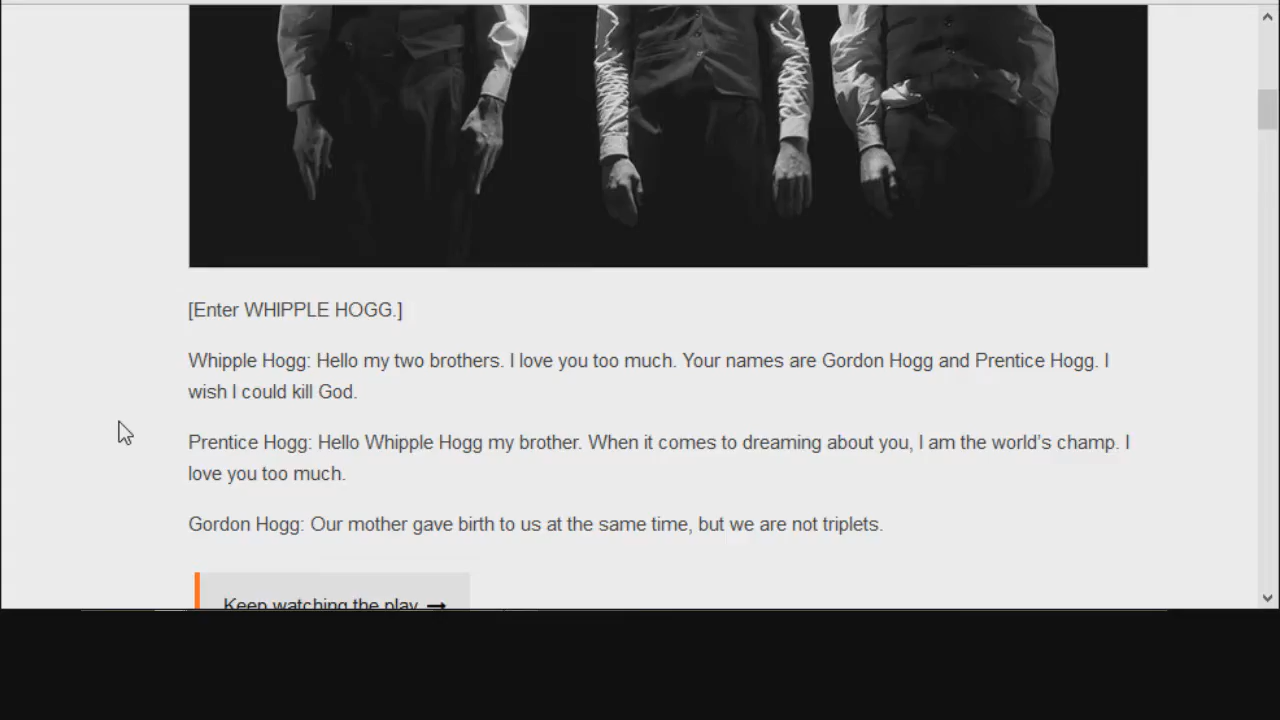 [Enter WHIPPLE HOGG.]
Whipple Hogg: Hello my two brothers. I love you too much. Your names are Gordon Hogg and Prentice Hogg. I
wish I could kill God.
Prentice Hogg: Hello Whipple Hogg my brother. When it comes to dreaming about you, I am the world’s champ. I
love you too much.
Gordon Hogg: Our mother gave birth to us at the same time, but we are not triplets.
Keep watching the play ➞